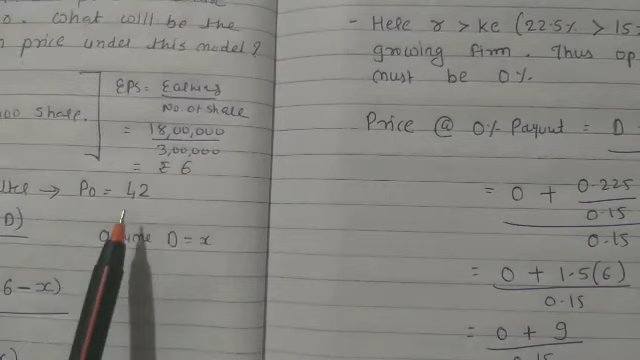 . What will be the
price under this model?
EPS = Earning
No. of share
00 share.
= 18,00,000
3,00,000
= ₹ 6
→ P0 = 42
D)
D = x
6 - x)
- Here r > ke (22.5% > 15
growing firm. Thus op
must be 0%.
Price @ 0% Payout = D
= 0 + 0.225
0.15
0.15
= 0 + 1.5(6)
0.15
= 0 + 9